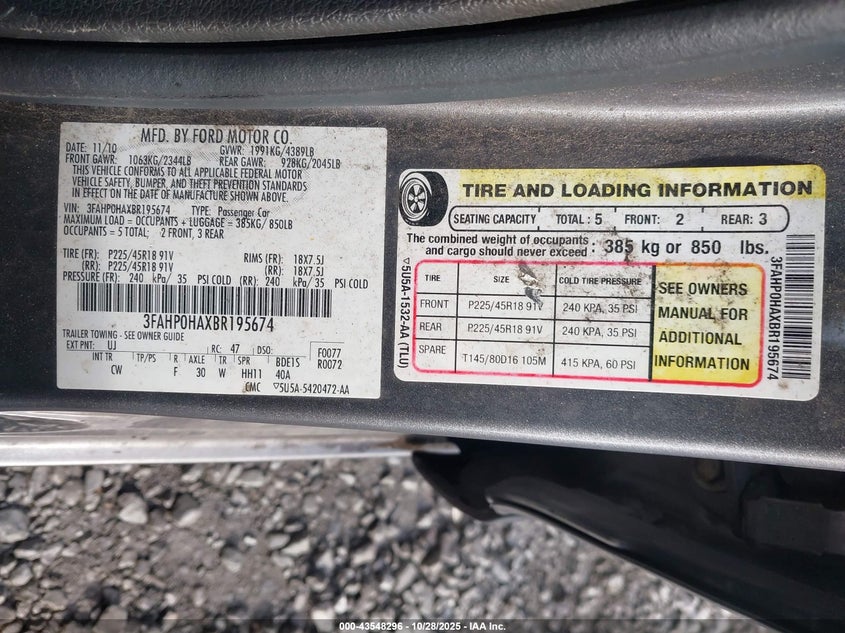 MFD. BY FORD MOTOR CO.
11/10 GVWR: 1991KG/4389LB
FRONT GAWR: 1063KG/2344LB REAR GAWR: 928KG/2045LB
THIS VEHICLE CONFORMS TO ALL APPLICABLE FEDERAL MOTOR
VEHICLE SAFETY, BUMPER, AND THEFT PREVENTION STANDARDS
IN EFFECT ON THE DATE OF MANUFACTURE SHOWN ABOVE.
VIN: 3FAHP0HAXBR195674 TYPE: Passenger Car
MAXIMUM LOAD = OCCUPANTS + LUGGAGE = 385KG/850LB
OCCUPANTS = 5 TOTAL: 2 FRONT, 3 REAR
TIRE (FR): P225/45R18 91V RIMS (FR): 18X7.5J
(RR): P225/45R18 91V (RR): 18X7.5J
PRESSURE (FR): 240 kPa/ 35 PSI COLD (RR): 240 kPa/35 PSI COLD
3FAHP0HAXBR195674
TRAILER TOWING - SEE OWNER GUIDE
EXT PNT: UJ RC: 47 DSO: F0077
R0072
INT TR TP/PS R AXLE TR SPR BDE1S
CW F 30 W HH11 40A
CMC ▽5U5A-5420472-AA
TIRE AND LOADING INFORMATION
SEATING CAPACITY TOTAL : 5 FRONT: 2 REAR: 3
The combined weight of occupants
and cargo should never exceed : 385 kg or 850 lbs.
TIRE SIZE COLD TIRE PRESSURE
FRONT P225/45R18 91V 240 KPA, 35 PSI
REAR P225/45R18 91V 240 KPA, 35 PSI
SPARE T145/80D16 105M 415 KPA, 60 PSI
SEE OWNERS
MANUAL FOR
ADDITIONAL
INFORMATION
▽5U5A-1532-AA (TLU)
3FAHP0HAXBR195674
000-43548296 • 10/28/2025 • IAA Inc.